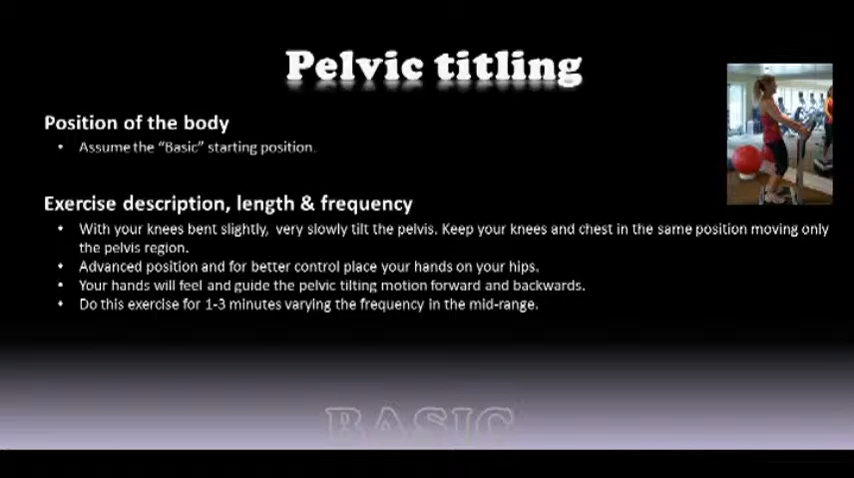 Pelvic titling
Position of the body
• Assume the “Basic” starting position.
Exercise description, length & frequency
• With your knees bent slightly, very slowly tilt the pelvis. Keep your knees and chest in the same position moving only
the pelvis region.
• Advanced position and for better control place your hands on your hips.
• Your hands will feel and guide the pelvic tilting motion forward and backwards.
• Do this exercise for 1-3 minutes varying the frequency in the mid-range.
BASIC